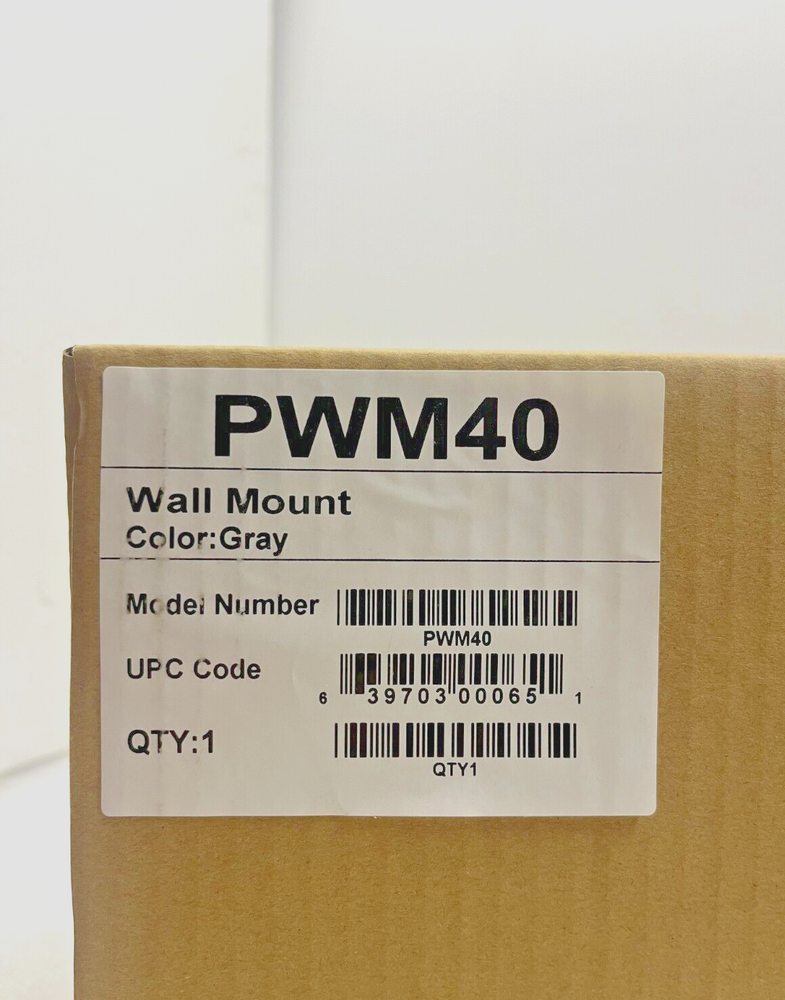 PWM40
Wall Mount
Color:Gray
Model Number
PWM40
UPC Code
6 39703 00065 1
QTY:1
QTY1